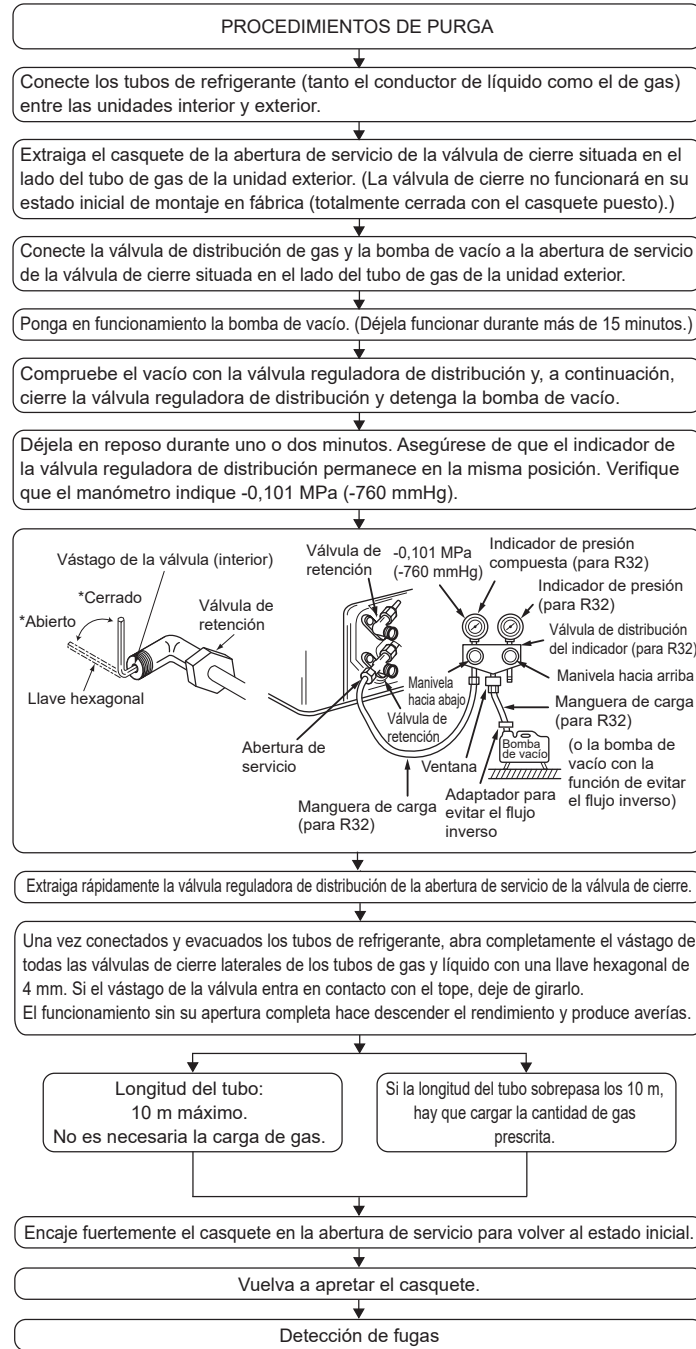 PROCEDIMIENTOS DE PURGA
Conecte los tubos de refrigerante (tanto el conductor de líquido como el de gas)
entre las unidades interior y exterior.
Extraiga el casquete de la abertura de servicio de la válvula de cierre situada en el
lado del tubo de gas de la unidad exterior. (La válvula de cierre no funcionará en su
estado inicial de montaje en fábrica (totalmente cerrada con el casquete puesto).)
Conecte la válvula de distribución de gas y la bomba de vacío a la abertura de servicio
de la válvula de cierre situada en el lado del tubo de gas de la unidad exterior.
Ponga en funcionamiento la bomba de vacío. (Déjela funcionar durante más de 15 minutos.)
Compruebe el vacío con la válvula reguladora de distribución y, a continuación,
cierre la válvula reguladora de distribución y detenga la bomba de vacío.
Déjela en reposo durante uno o dos minutos. Asegúrese de que el indicador de
la válvula reguladora de distribución permanece en la misma posición. Verifique
que el manómetro indique -0,101 MPa (-760 mmHg).
Vástago de la válvula (interior)
*Cerrado
*Abierto
Válvula de
retención
Llave hexagonal
Válvula de
retención
-0,101 MPa
(-760 mmHg)
Indicador de presión
compuesta (para R32)
Indicador de presión
(para R32)
Válvula de distribución
del indicador (para R32)
Manivela
hacia abajo
Manivela hacia arriba
Válvula de
retención
Manguera de carga
(para R32)
Abertura de
servicio
Ventana
Bomba
de vacío
(o la bomba de
vacío con la
función de evitar
el flujo inverso)
Manguera de carga
(para R32)
Adaptador para
evitar el flujo
inverso
Extraiga rápidamente la válvula reguladora de distribución de la abertura de servicio de la válvula de cierre.
Una vez conectados y evacuados los tubos de refrigerante, abra completamente el vástago de
todas las válvulas de cierre laterales de los tubos de gas y líquido con una llave hexagonal de
4 mm. Si el vástago de la válvula entra en contacto con el tope, deje de girarlo.
El funcionamiento sin su apertura completa hace descender el rendimiento y produce averías.
Longitud del tubo:
10 m máximo.
No es necesaria la carga de gas.
Si la longitud del tubo sobrepasa los 10 m,
hay que cargar la cantidad de gas
prescrita.
Encaje fuertemente el casquete en la abertura de servicio para volver al estado inicial.
Vuelva a apretar el casquete.
Detección de fugas